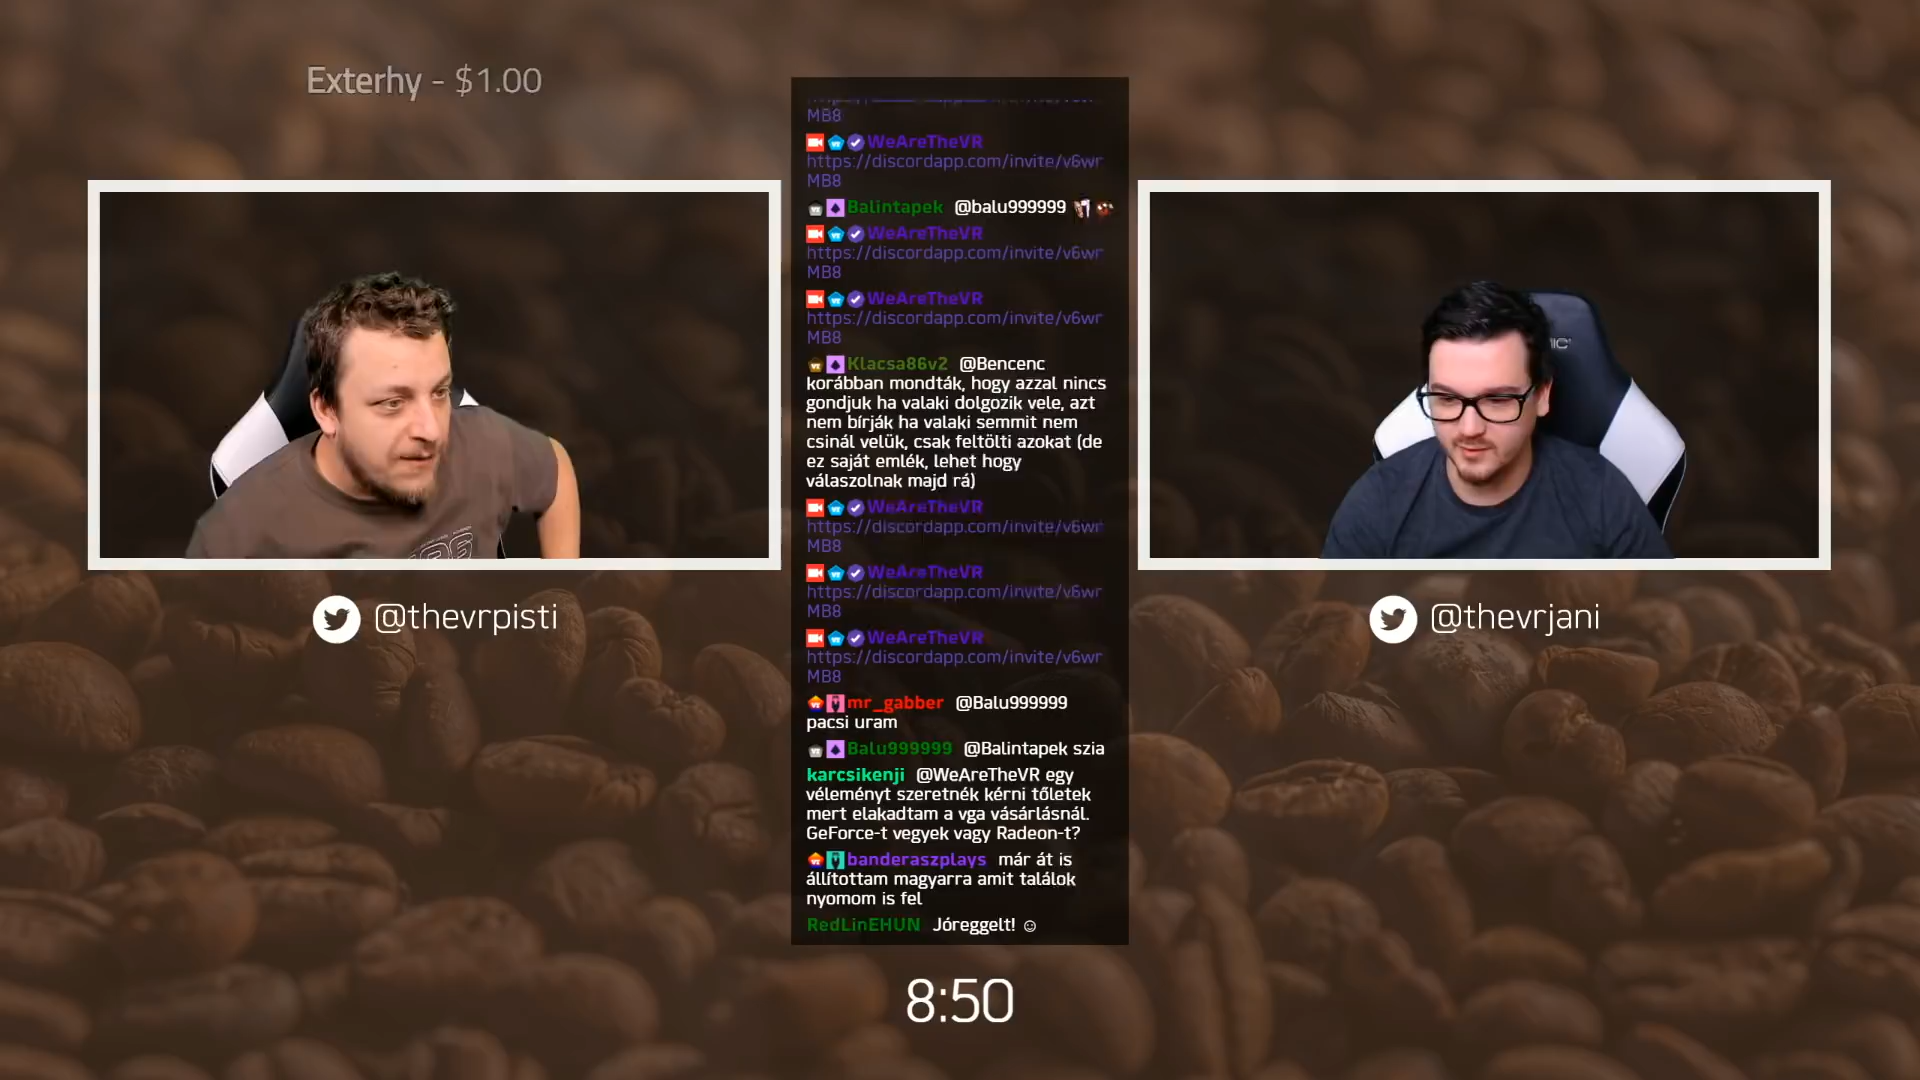 Exterhy - $1.00
MB8
WeAreTheVR
https://discordapp.com/invite/v6wr
MB8
Balintapek @balu999999
WeAreTheVR
https://discordapp.com/invite/v6wr
MB8
WeAreTheVR
https://discordapp.com/invite/v6wr
MB8
Klacsa86v2 @Bencenc
korábban mondták, hogy azzal nincs
gondjuk ha valaki dolgozik vele, azt
nem bírják ha valaki semmit nem
csinál velük, csak feltölti azokat (de
ez saját emlék, lehet hogy
válaszolnak majd rá)
WeAreTheVR
https://discordapp.com/invite/v6wr
MB8
WeAreTheVR
https://discordapp.com/invite/v6wr
MB8
WeAreTheVR
https://discordapp.com/invite/v6wr
MB8
mr_gabber @Balu999999
pacsi uram
Balu999999 @Balintapek szia
karcsikenji @WeAreTheVR egy
véleményt szeretnék kérni tőletek
mert elakadtam a vga vásárlásnál.
GeForce-t vegyek vagy Radeon-t?
banderaszplays már át is
állítottam magyarra amit találok
nyomom is fel
RedLinEHUN Jóreggelt! ☺
@thevrpisti
@thevrjani
8:50